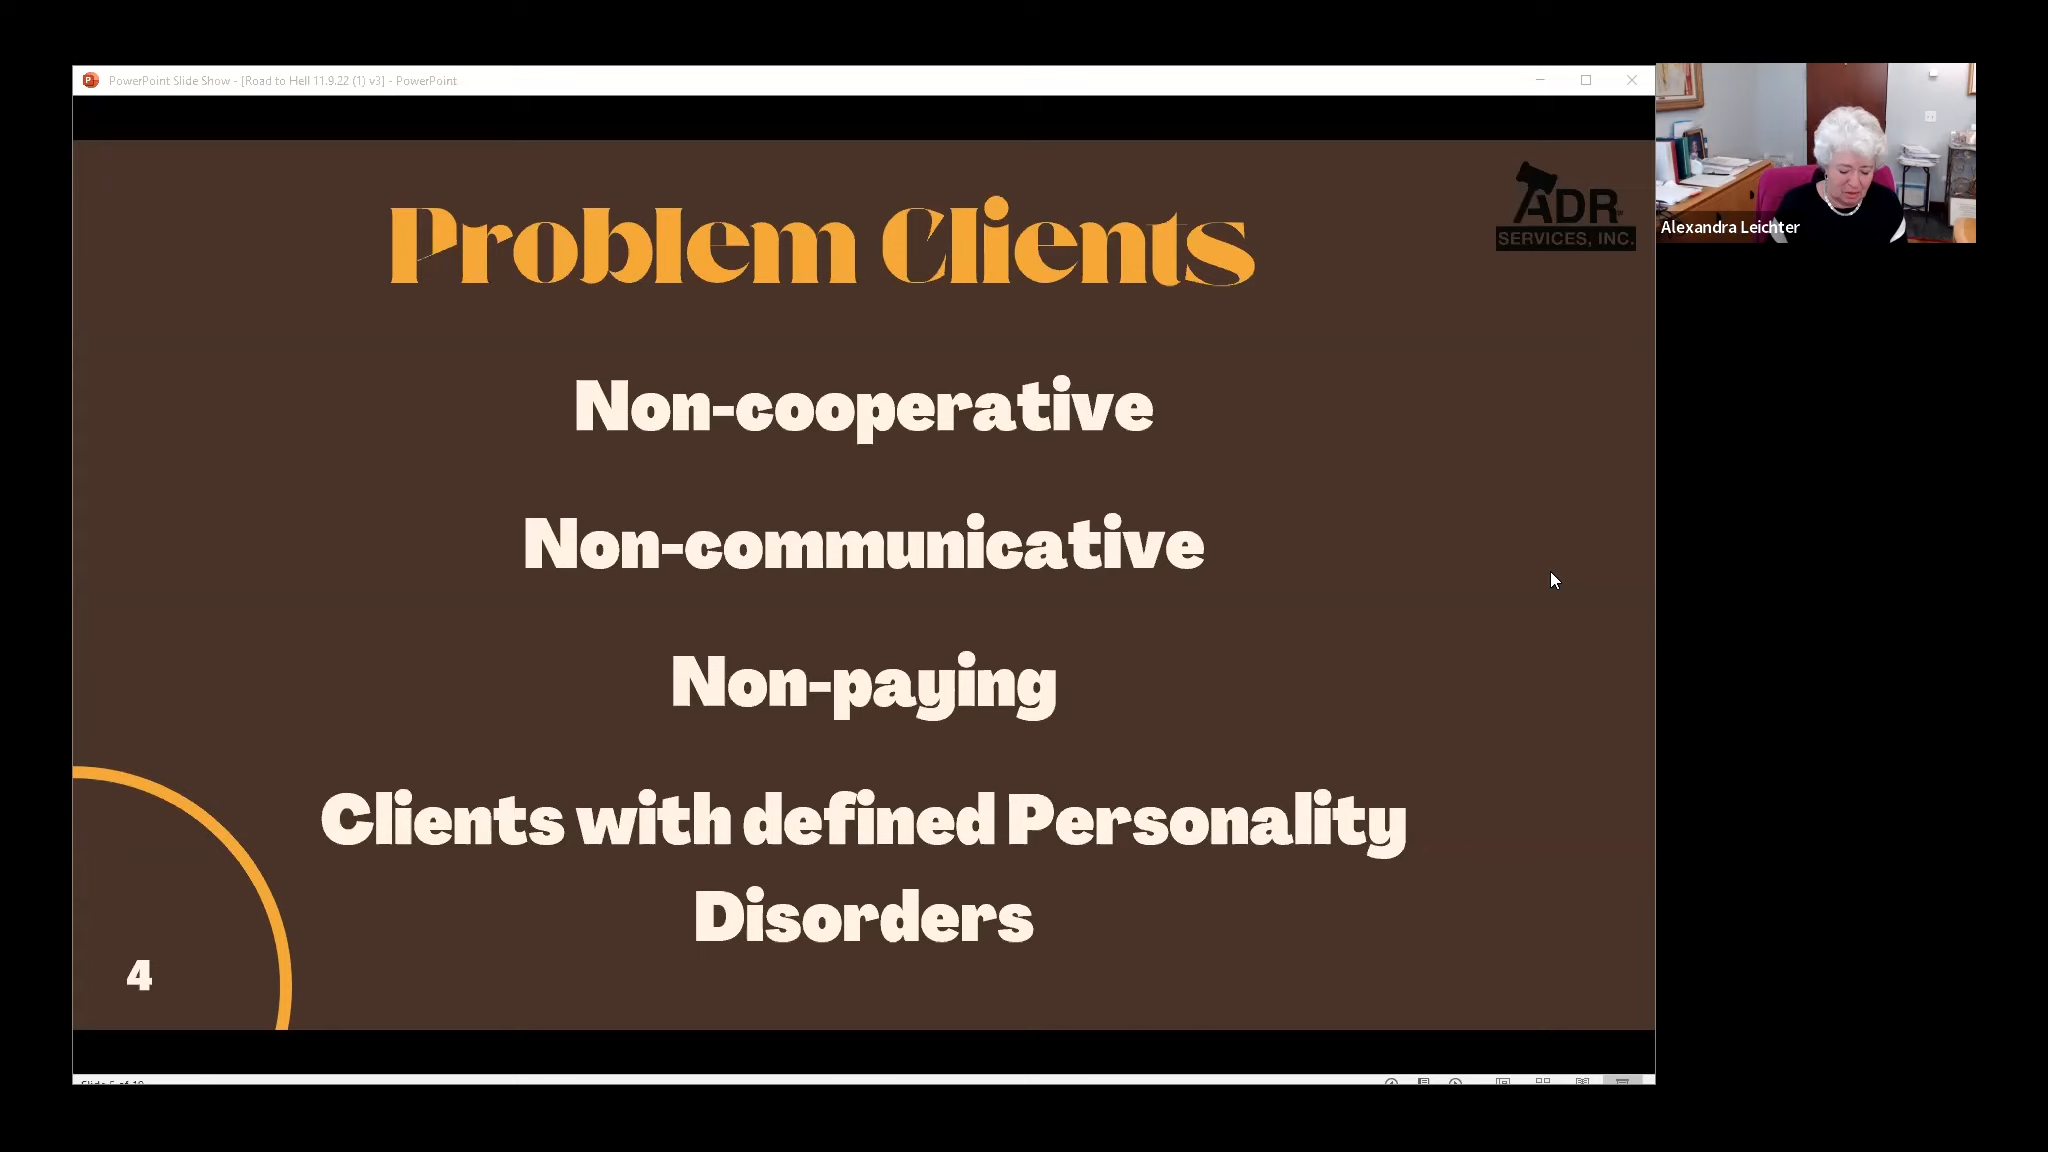 PowerPoint Slide Show - [Road to Hell 11.9.22 (1) v3] - PowerPoint
ADR
SERVICES, INC.
Alexandra Leichter
Problem Clients
Non-cooperative
Non-communicative
Non-paying
Clients with defined Personality
Disorders
4